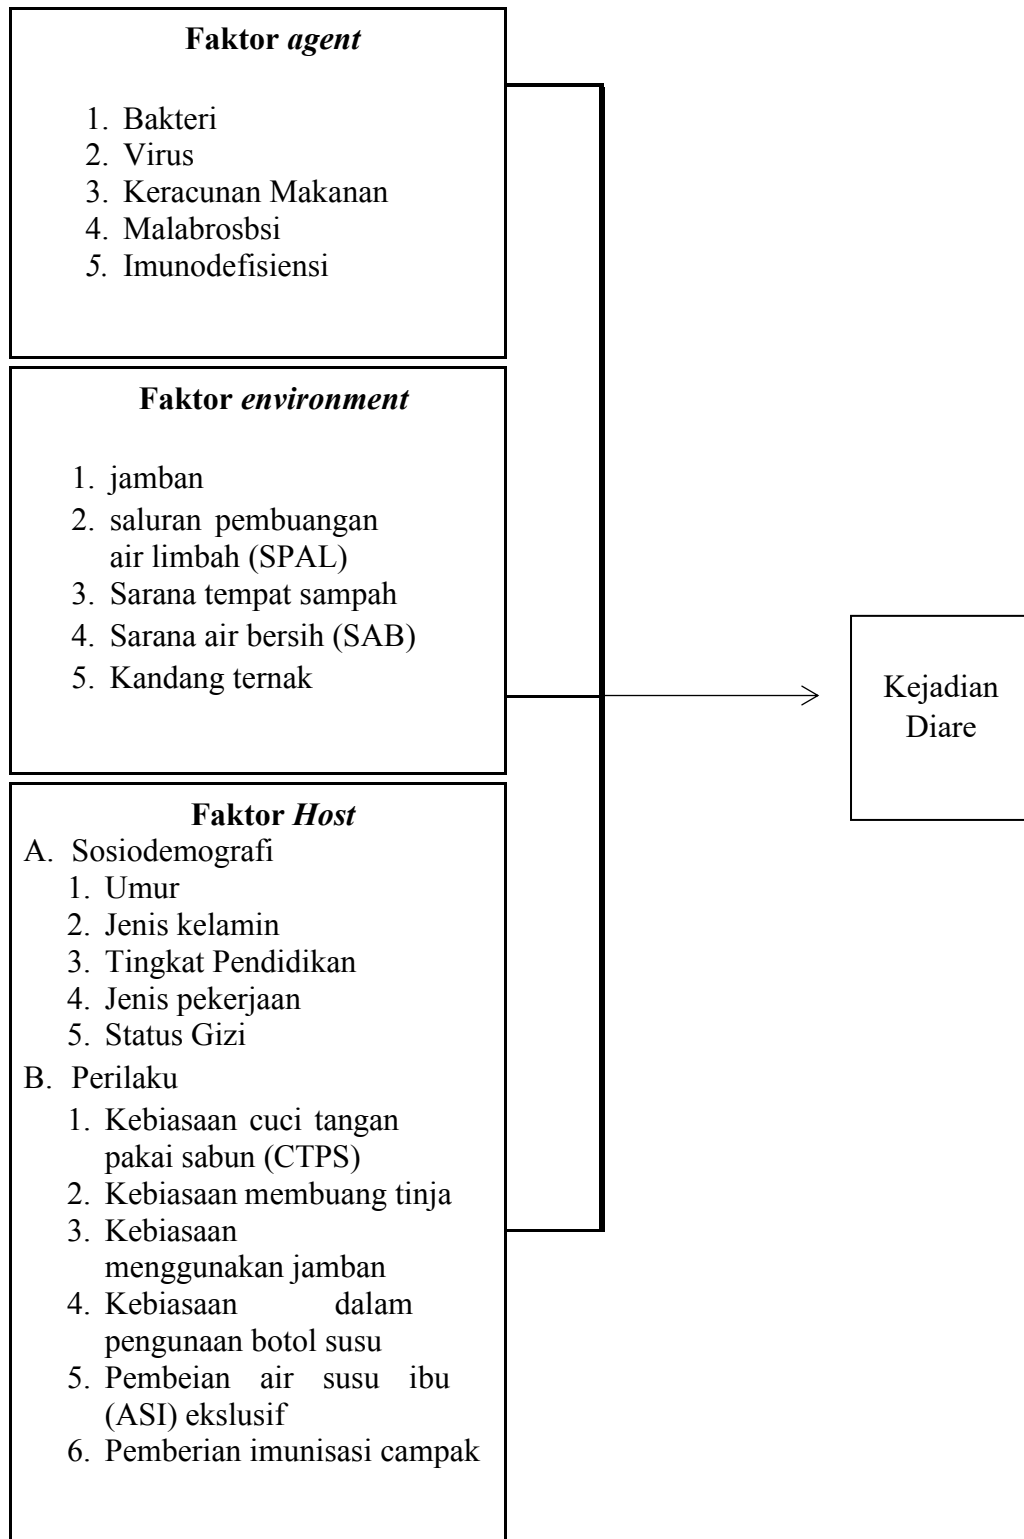 Faktor agent
1. Bakteri
2. Virus
3. Keracunan Makanan
4. Malabrosbsi
5. Imunodefisiensi
Faktor environment
1. jamban
2. saluran pembuangan
air limbah (SPAL)
3. Sarana tempat sampah
4. Sarana air bersih (SAB)
5. Kandang ternak
Kejadian
Diare
Faktor Host
A. Sosiodemografi
1. Umur
2. Jenis kelamin
3. Tingkat Pendidikan
4. Jenis pekerjaan
5. Status Gizi
B. Perilaku
1. Kebiasaan cuci tangan
pakai sabun (CTPS)
2. Kebiasaan membuang tinja
3. Kebiasaan
menggunakan jamban
4. Kebiasaan dalam
pengunaan botol susu
5. Pembeian air susu ibu
(ASI) ekslusif
6. Pemberian imunisasi campak